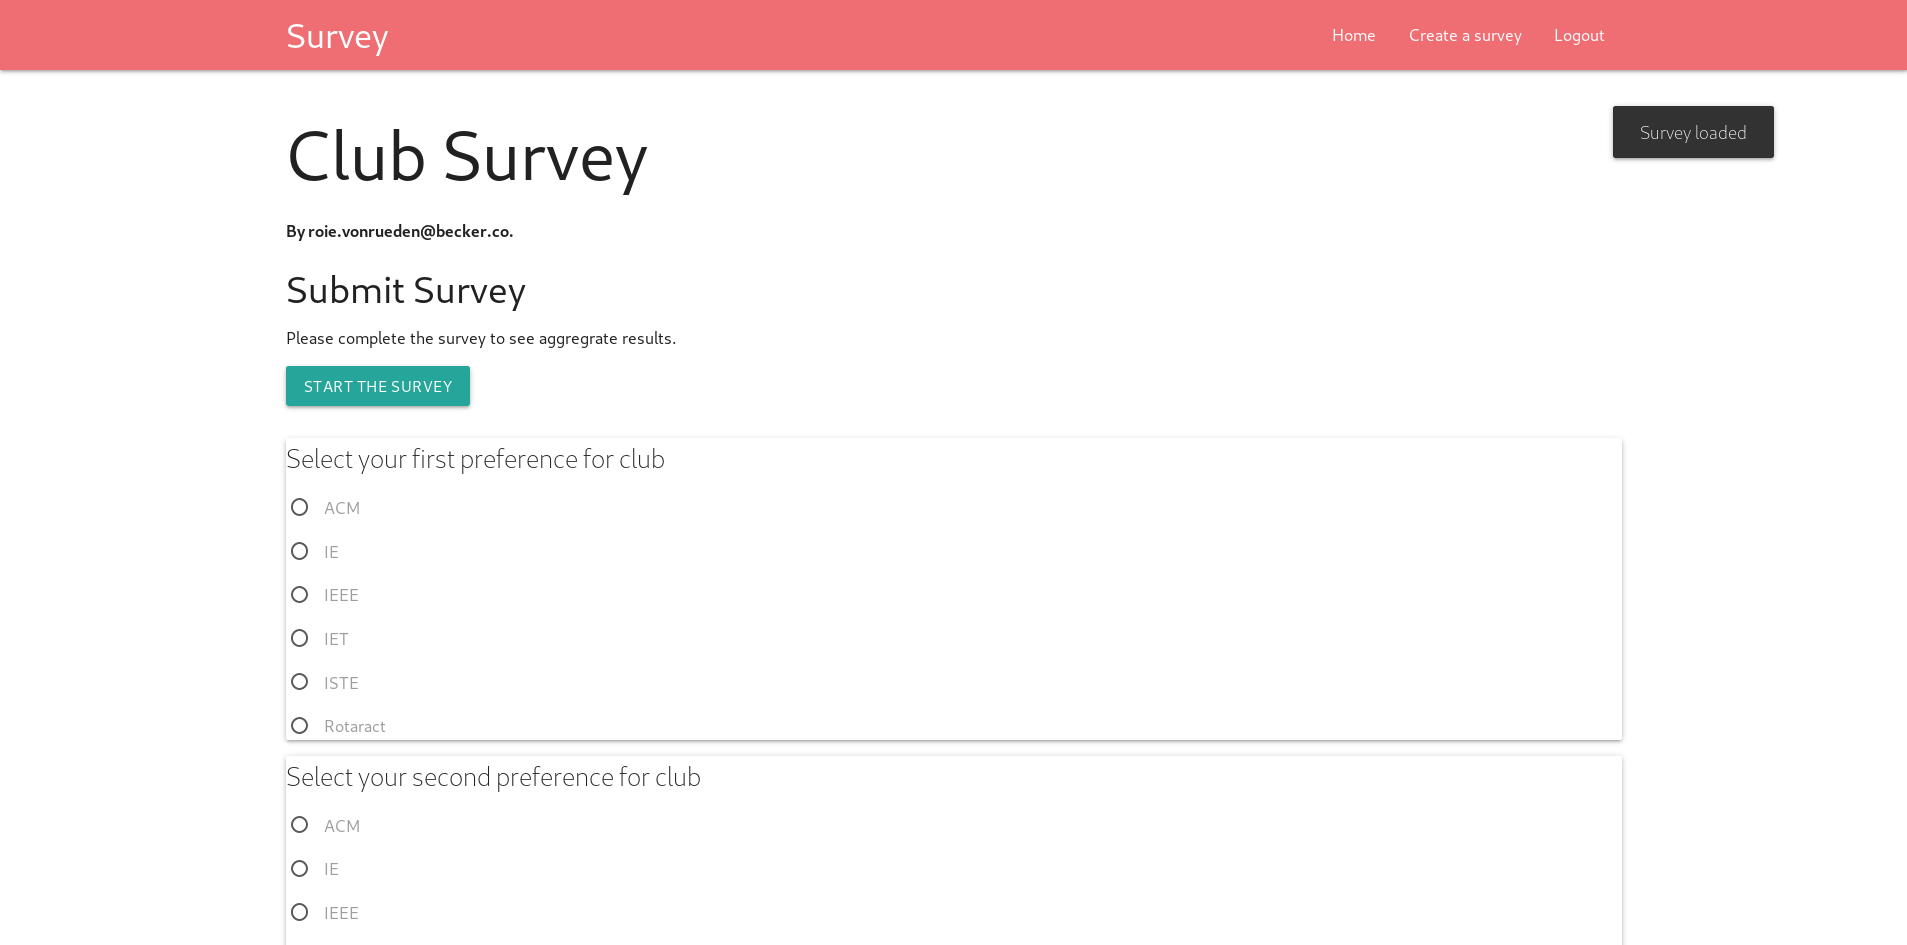 Survey
Home Create a survey Logout
Survey loaded
Club Survey
By roie.vonrueden@becker.co.
Submit Survey
Please complete the survey to see aggregrate results.
START THE SURVEY
Select your first preference for club
ACM
IE
IEEE
IET
ISTE
Rotaract
Select your second preference for club
ACM
IE
IEEE